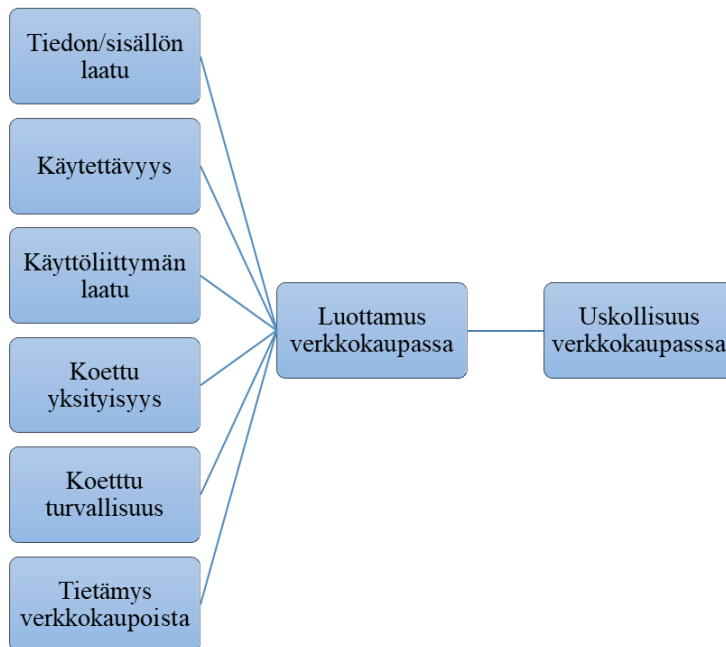 Tiedon/sisällön
laatu
Käytettävyys
Käyttöliittymän
laatu
Koettu
yksityisyys
Koetttu
turvallisuus
Tietämys
verkkokaupoista
Luottamus
verkkokaupassa
Uskollisuus
verkkokaupasssa